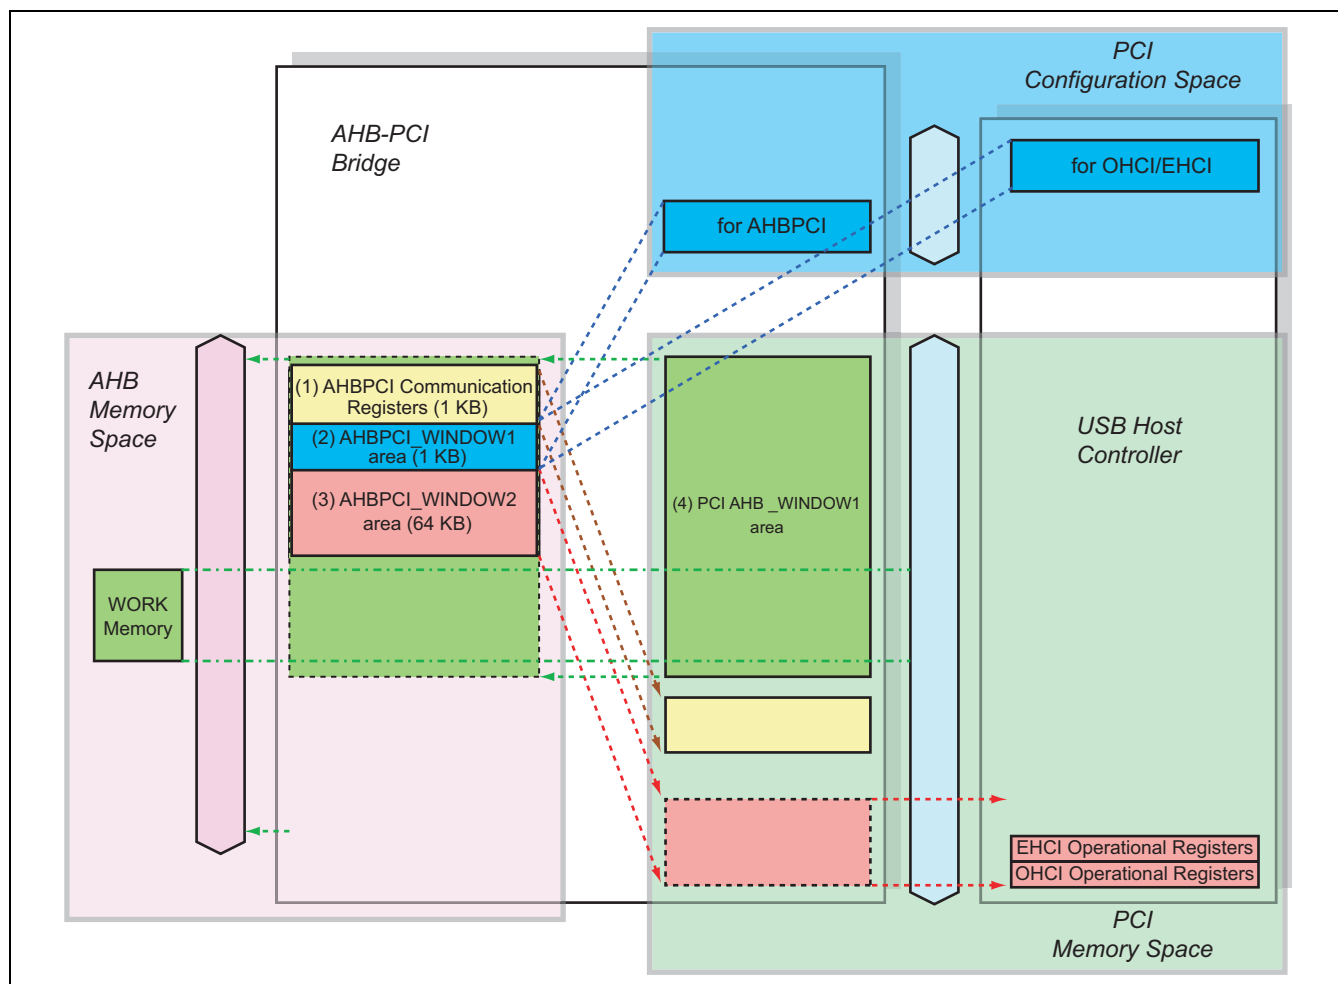 PCI
Configuration Space
AHB-PCI
Bridge
for OHCI/EHCI
for AHBPCI
AHB
Memory
Space
(1) AHBPCI Communication
Registers (1 KB)
(2) AHBPCI_WINDOW1
area (1 KB)
(3) AHBPCI_WINDOW2
area (64 KB)
(4) PCI AHB _WINDOW1
area
USB Host
Controller
WORK
Memory
EHCI Operational Registers
OHCI Operational Registers
PCI
Memory Space